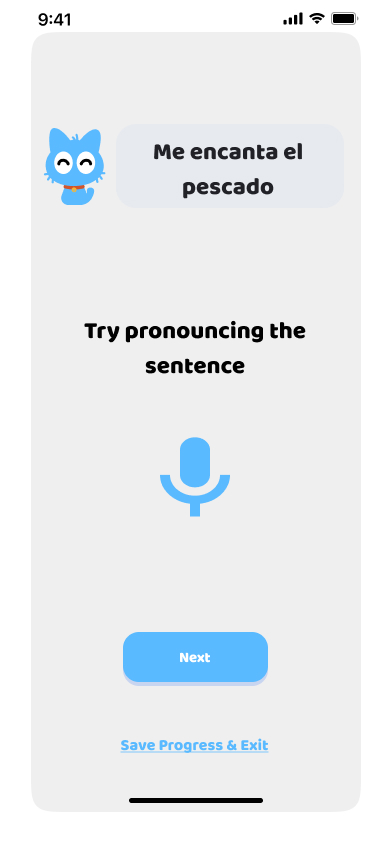 9:41
Me encanta el
pescado
Try pronouncing the
sentence
Next
Save Progress & Exit